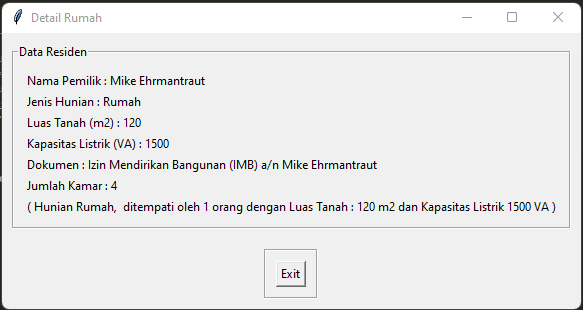 Detail Rumah
Data Residen
Nama Pemilik : Mike Ehrmantraut
Jenis Hunian : Rumah
Luas Tanah (m2) : 120
Kapasitas Listrik (VA) : 1500
Dokumen : Izin Mendirikan Bangunan (IMB) a/n Mike Ehrmantraut
Jumlah Kamar : 4
( Hunian Rumah,  ditempati oleh 1 orang dengan Luas Tanah : 120 m2 dan Kapasitas Listrik 1500 VA )
Exit